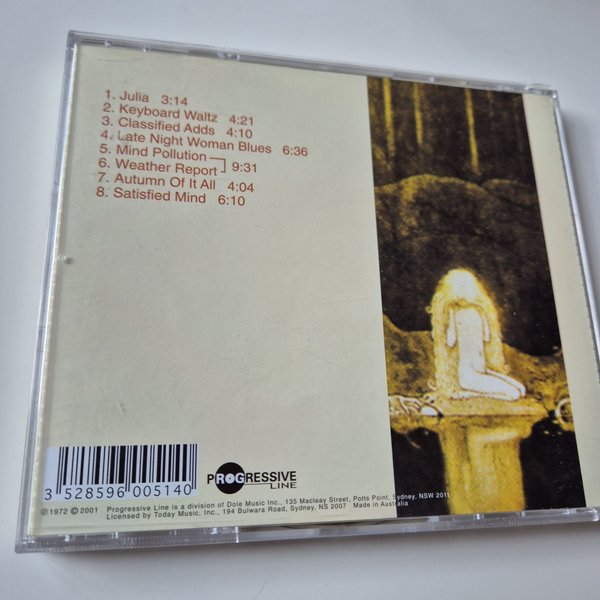 1. Julia 3:14
2. Keyboard Waltz 4:21
3. Classified Adds 4:10
4. Late Night Woman Blues 6:36
5. Mind Pollution
6. Weather Report 9:31
7. Autumn Of It All 4:04
8. Satisfied Mind 6:10
PROGRESSIVE
LINE
3 528596 005140
℗ 1972 © 2001 Progressive Line is a division of Dole Music Inc., 135 Macleay Street, Potts Point, Sydney, NSW 2011
Licensed by Today Music, Inc., 194 Bulwara Road, Sydney, NS 2007 Made in Australia